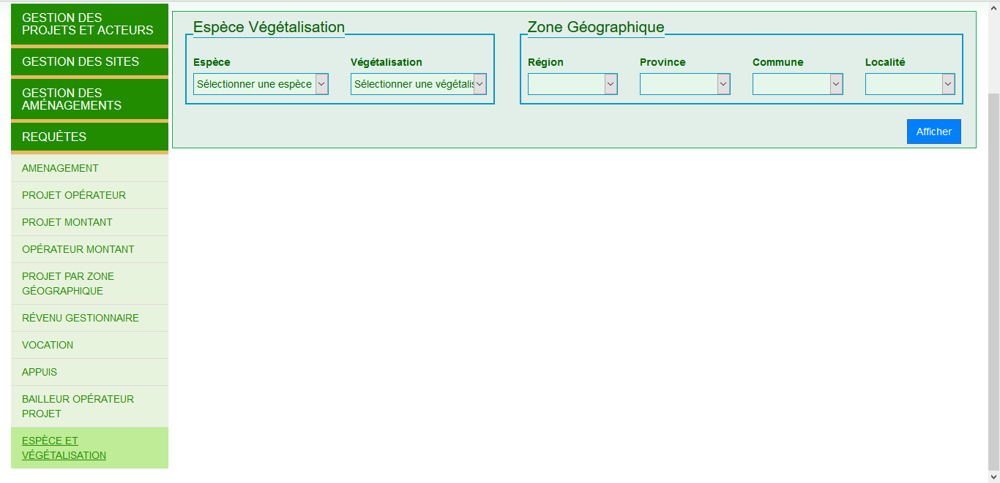 GESTION DES
PROJETS ET ACTEURS
GESTION DES SITES
GESTION DES
AMÉNAGEMENTS
REQUÈTES
AMENAGEMENT
PROJET OPÉRATEUR
PROJET MONTANT
OPÉRATEUR MONTANT
PROJET PAR ZONE
GÉOGRAPHIQUE
RÉVENU GESTIONNAIRE
VOCATION
APPUIS
BAILLEUR OPÉRATEUR
PROJET
ESPÈCE ET
VÉGÉTALISATION
Espèce Végétalisation
Espèce
Végétalisation
Sélectionner une espèce
Sélectionner une végétalis
Zone Géographique
Région
Province
Commune
Localité
Afficher